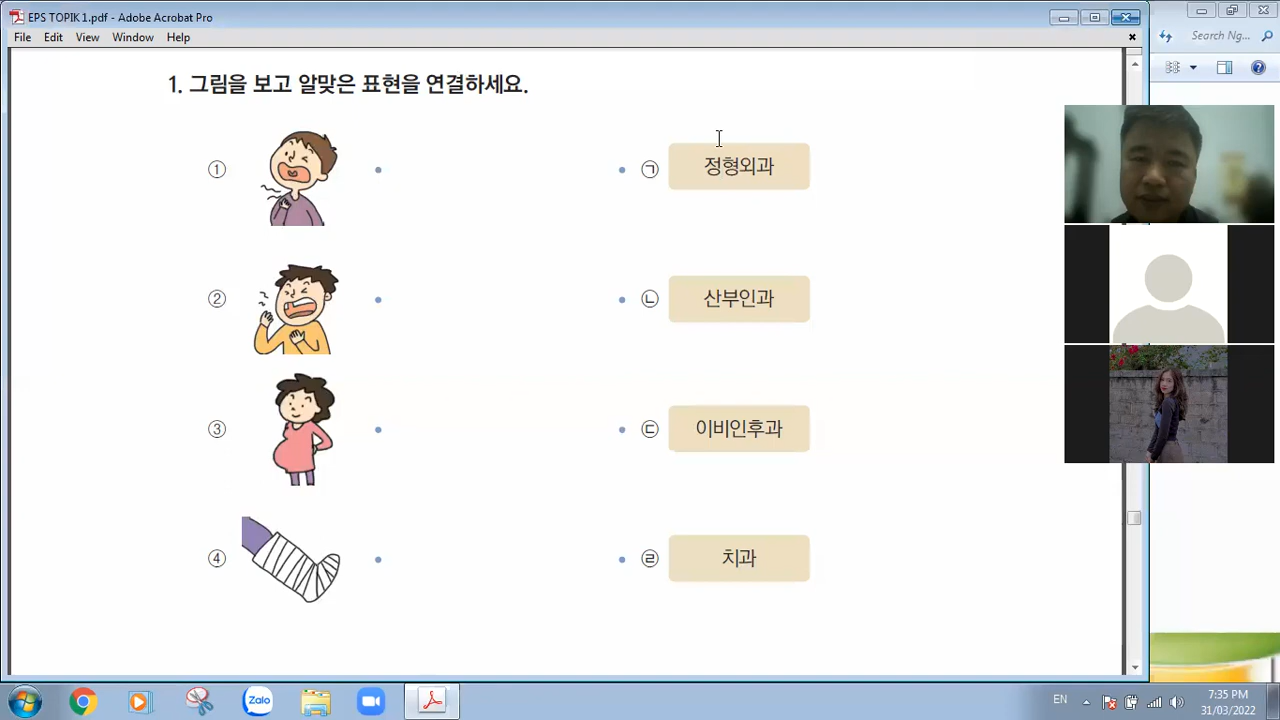 EPS TOPIK 1.pdf - Adobe Acrobat Pro
File Edit View Window Help
Search Ng...
1. 그림을 보고 알맞은 표현을 연결하세요.
① ㉠ 정형외과
② ㉡ 산부인과
③ ㉢ 이비인후과
④ ㉣ 치과
Zalo
EN
7:35 PM
31/03/2022